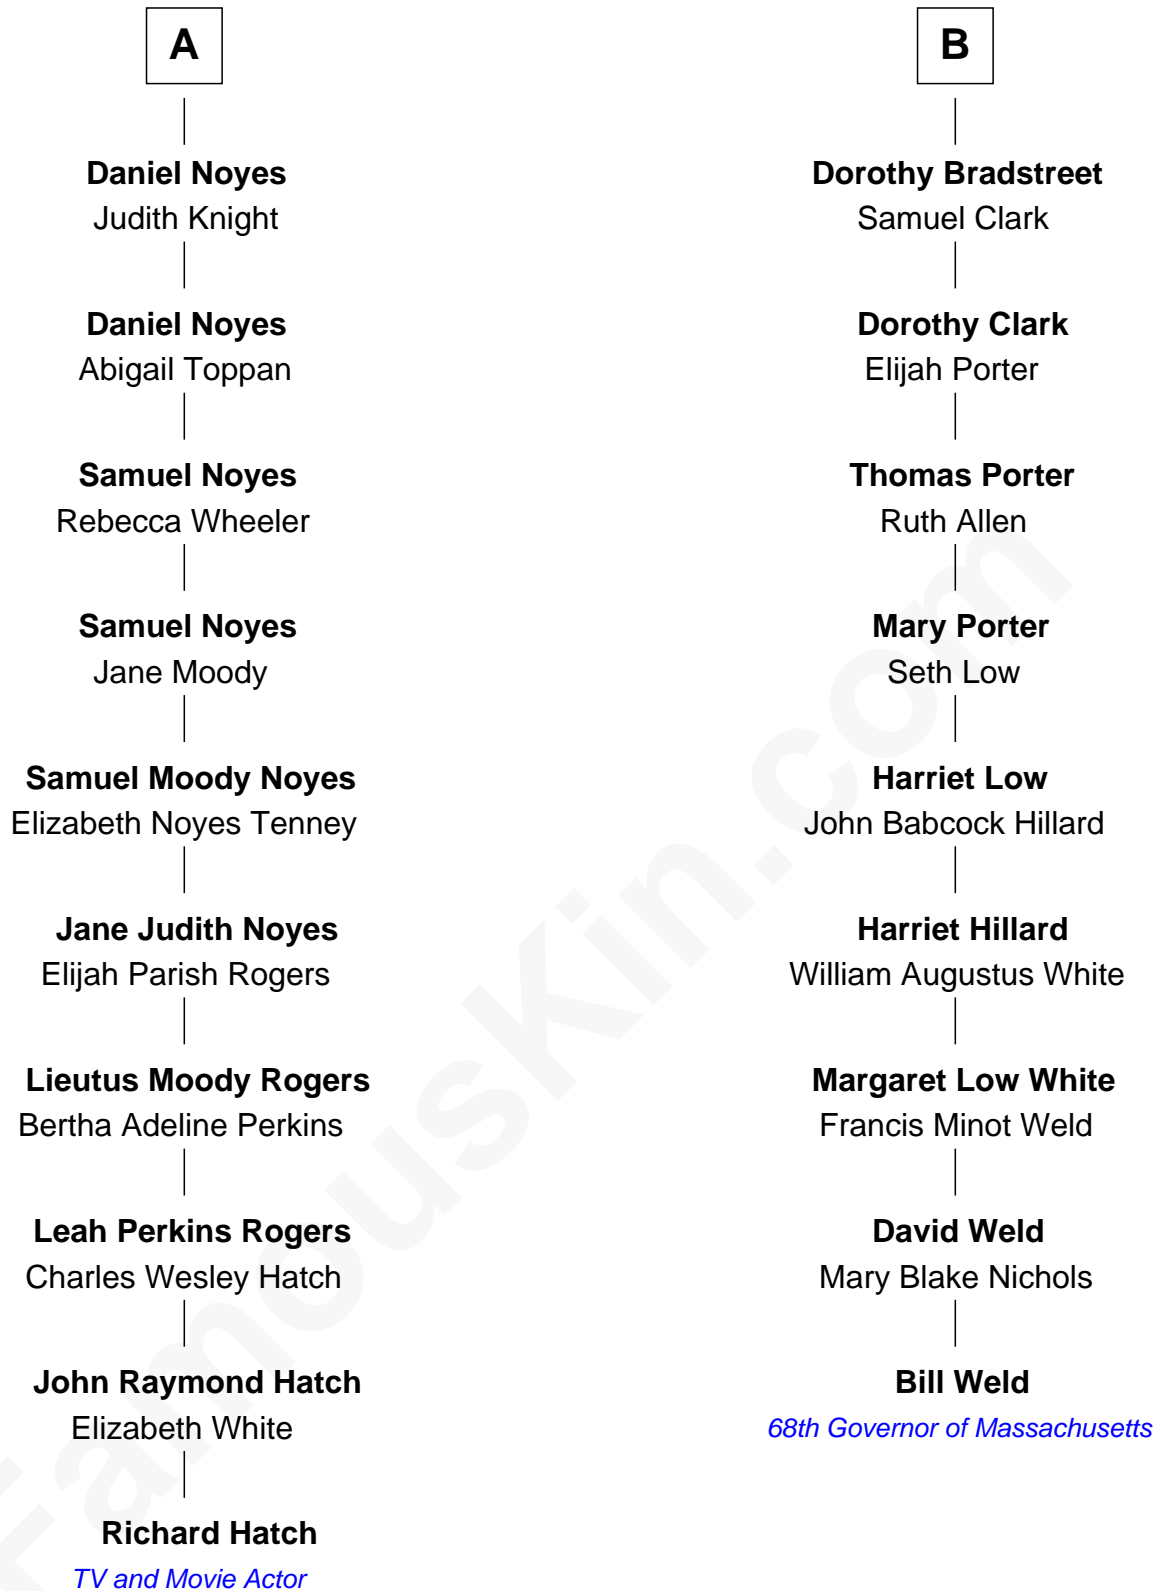 A
Daniel Noyes
Judith Knight
Daniel Noyes
Abigail Toppan
Samuel Noyes
Rebecca Wheeler
Samuel Noyes
Jane Moody
Samuel Moody Noyes
Elizabeth Noyes Tenney
Jane Judith Noyes
Elijah Parish Rogers
Lieutus Moody Rogers
Bertha Adeline Perkins
Leah Perkins Rogers
Charles Wesley Hatch
John Raymond Hatch
Elizabeth White
Richard Hatch
TV and Movie Actor
B
Dorothy Bradstreet
Samuel Clark
Dorothy Clark
Elijah Porter
Thomas Porter
Ruth Allen
Mary Porter
Seth Low
Harriet Low
John Babcock Hillard
Harriet Hillard
William Augustus White
Margaret Low White
Francis Minot Weld
David Weld
Mary Blake Nichols
Bill Weld
68th Governor of Massachusetts
FamousKin.com